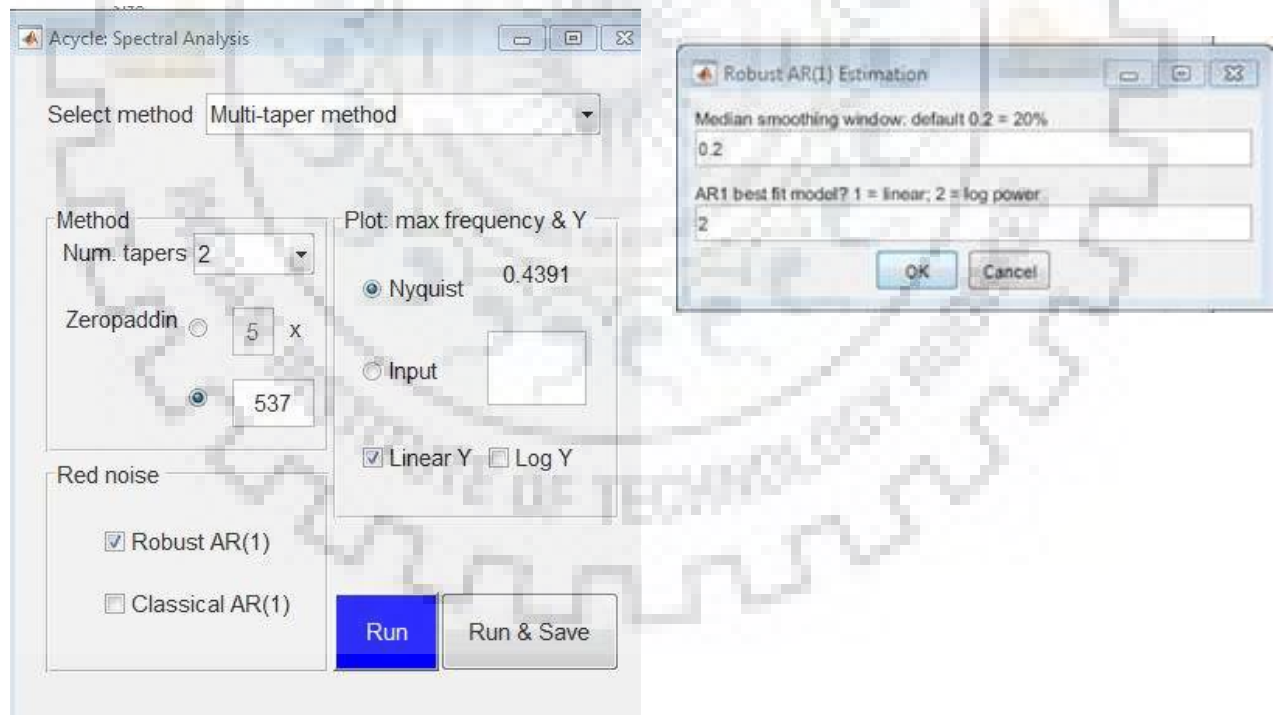 Acycle: Spectral Analysis
Select method Multi-taper method
Method
Num. tapers 2
Zeropaddin 5 x
537
Plot: max frequency & Y
Nyquist 0.4391
Input
Linear Y Log Y
Red noise
Robust AR(1)
Classical AR(1)
Run Run & Save
Robust AR(1) Estimation
Median smoothing window: default 0.2 = 20%
0.2
AR1 best fit model? 1 = linear; 2 = log power
2
OK Cancel